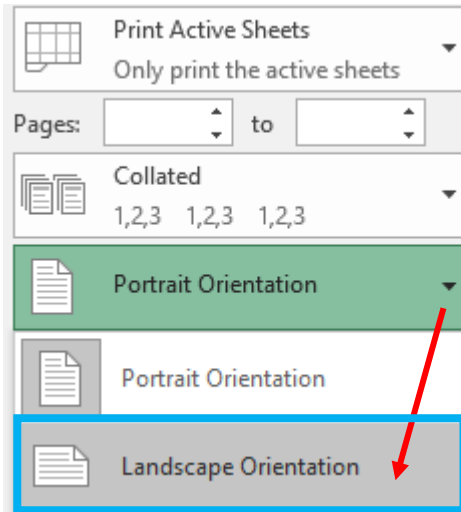 Print Active Sheets
Only print the active sheets
Pages: to
Collated
1,2,3 1,2,3 1,2,3
Portrait Orientation
Portrait Orientation
Landscape Orientation